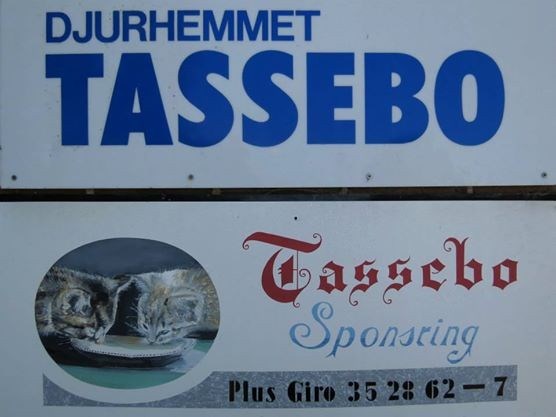 DJURHEMMET
TASSEBO
Tassebo
Sponsring
Plus Giro 35 28 62 — 7